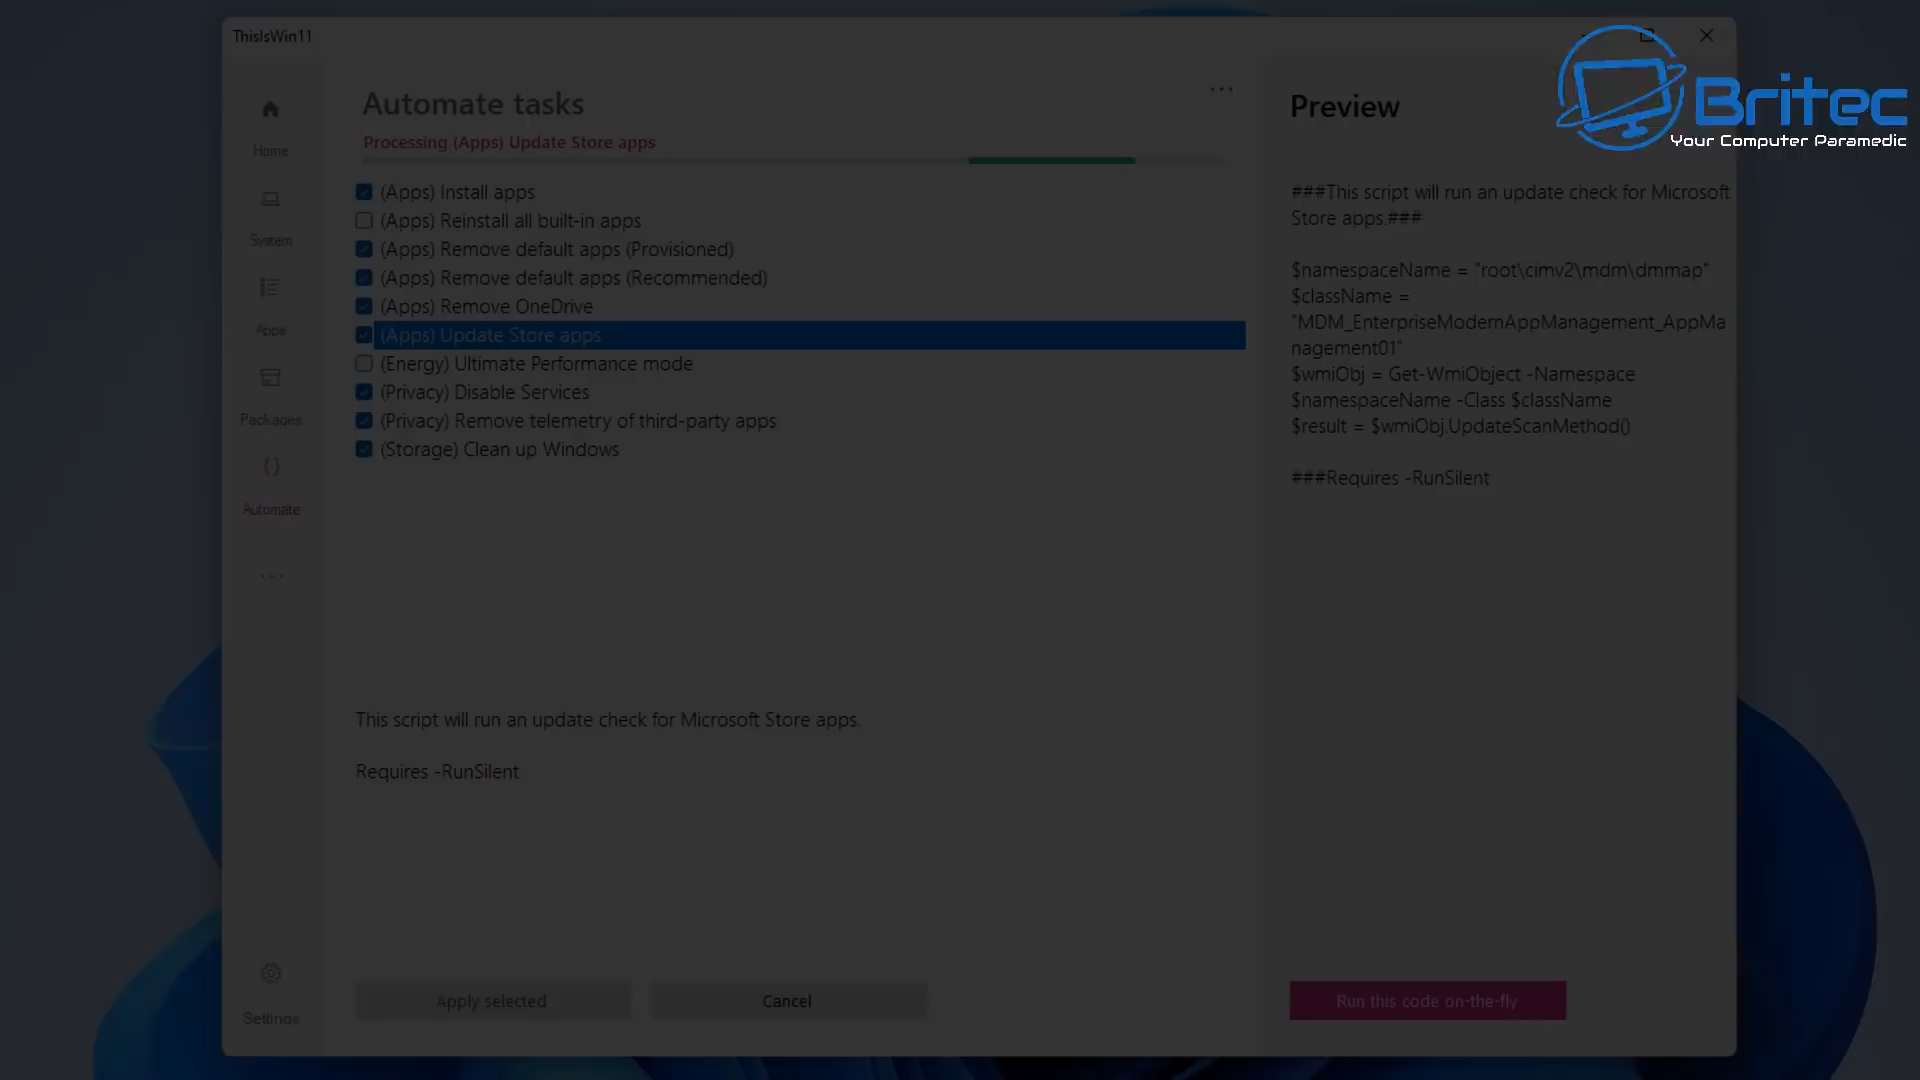 ThisIsWin11
Britec
Your Computer Paramedic
Home
System
Apps
Packages
Automate
Settings
Automate tasks
Processing (Apps) Update Store apps
(Apps) Install apps
(Apps) Reinstall all built-in apps
(Apps) Remove default apps (Provisioned)
(Apps) Remove default apps (Recommended)
(Apps) Remove OneDrive
(Apps) Update Store apps
(Energy) Ultimate Performance mode
(Privacy) Disable Services
(Privacy) Remove telemetry of third-party apps
(Storage) Clean up Windows
This script will run an update check for Microsoft Store apps.
Requires -RunSilent
Apply selected
Cancel
Preview
###This script will run an update check for Microsoft
Store apps.###
$namespaceName = "root\cimv2\mdm\dmmap"
$className =
"MDM_EnterpriseModernAppManagement_AppMa
nagement01"
$wmiObj = Get-WmiObject -Namespace
$namespaceName -Class $className
$result = $wmiObj.UpdateScanMethod()
###Requires -RunSilent
Run this code on-the-fly